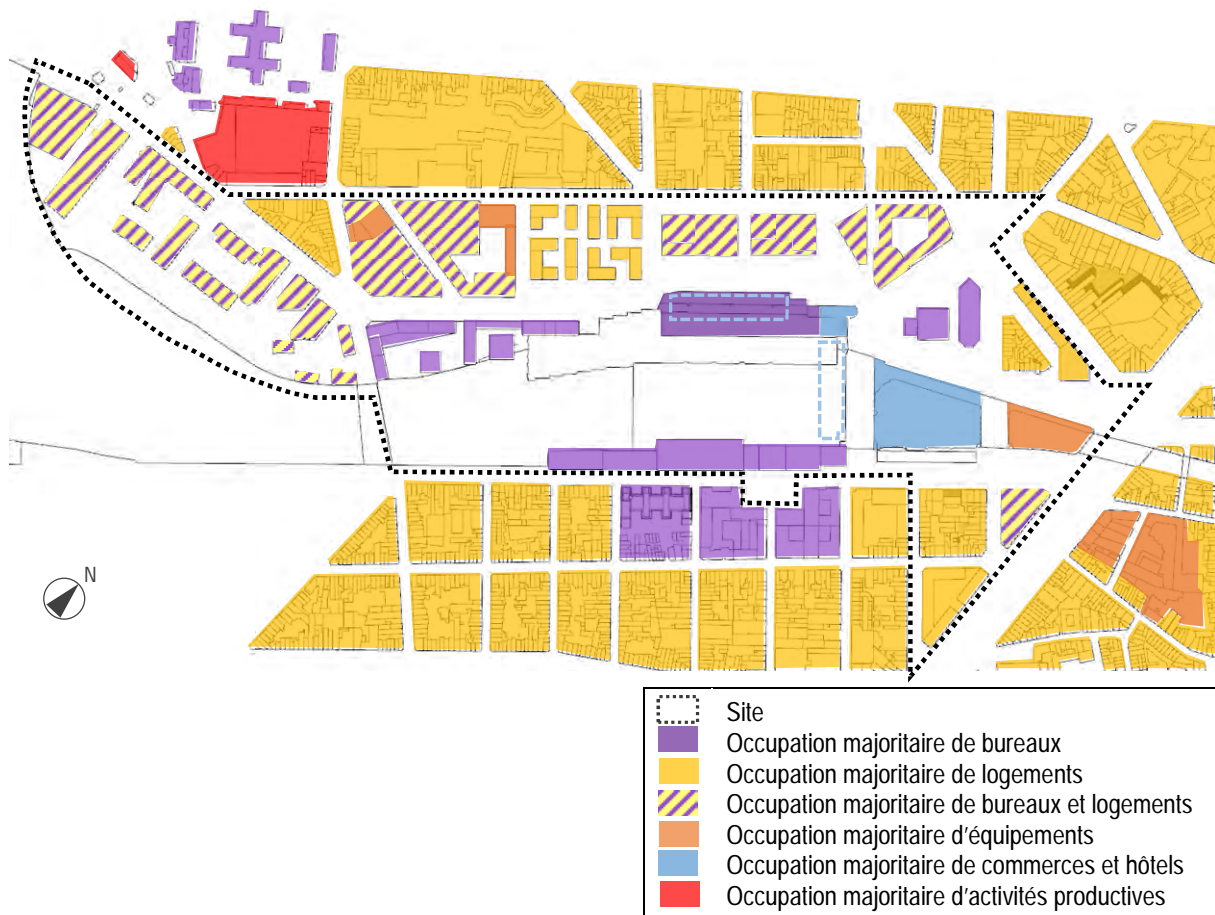 N
Site
Occupation majoritaire de bureaux
Occupation majoritaire de logements
Occupation majoritaire de bureaux et logements
Occupation majoritaire d'équipements
Occupation majoritaire de commerces et hôtels
Occupation majoritaire d'activités productives